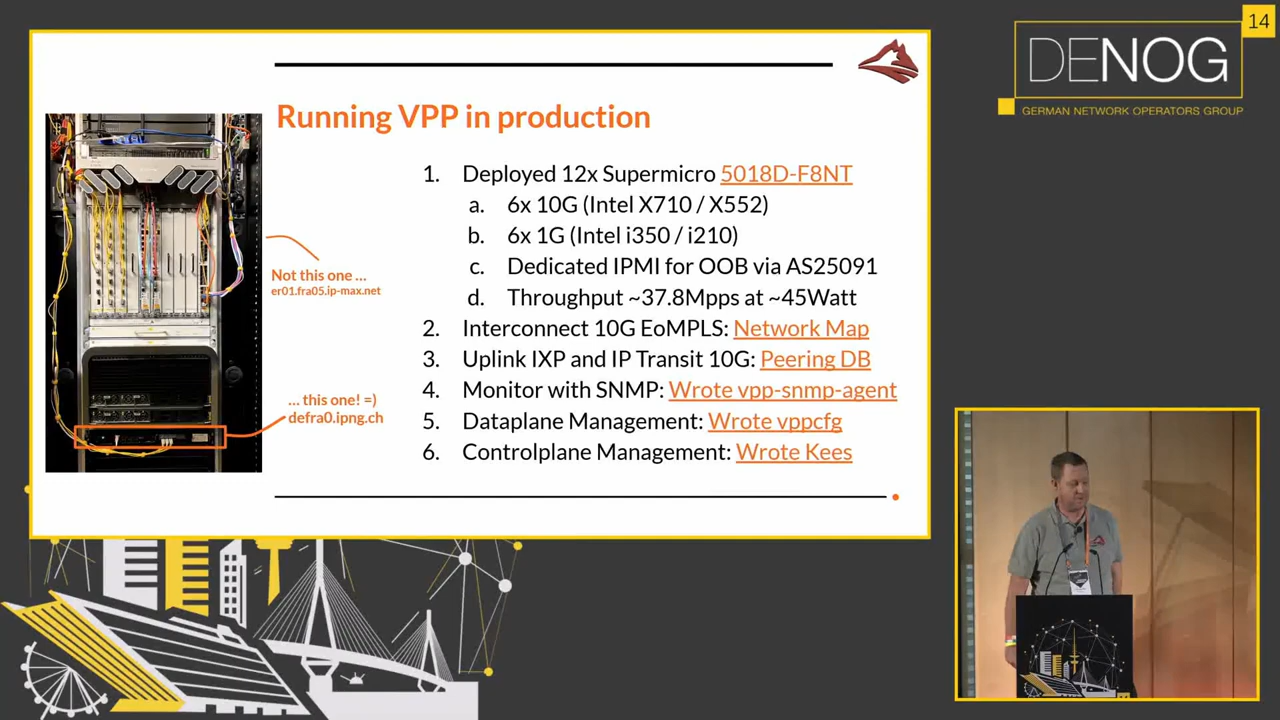 14
DENOG
GERMAN NETWORK OPERATORS GROUP
Running VPP in production
1. Deployed 12x Supermicro 5018D-F8NT
a. 6x 10G (Intel X710 / X552)
b. 6x 1G (Intel i350 / i210)
c. Dedicated IPMI for OOB via AS25091
d. Throughput ~37.8Mpps at ~45Watt
2. Interconnect 10G EoMPLS: Network Map
3. Uplink IXP and IP Transit 10G: Peering DB
4. Monitor with SNMP: Wrote vpp-snmp-agent
5. Dataplane Management: Wrote vppcfg
6. Controlplane Management: Wrote Kees
Not this one ...
er01.fra05.ip-max.net
... this one! =)
defra0.ipng.ch